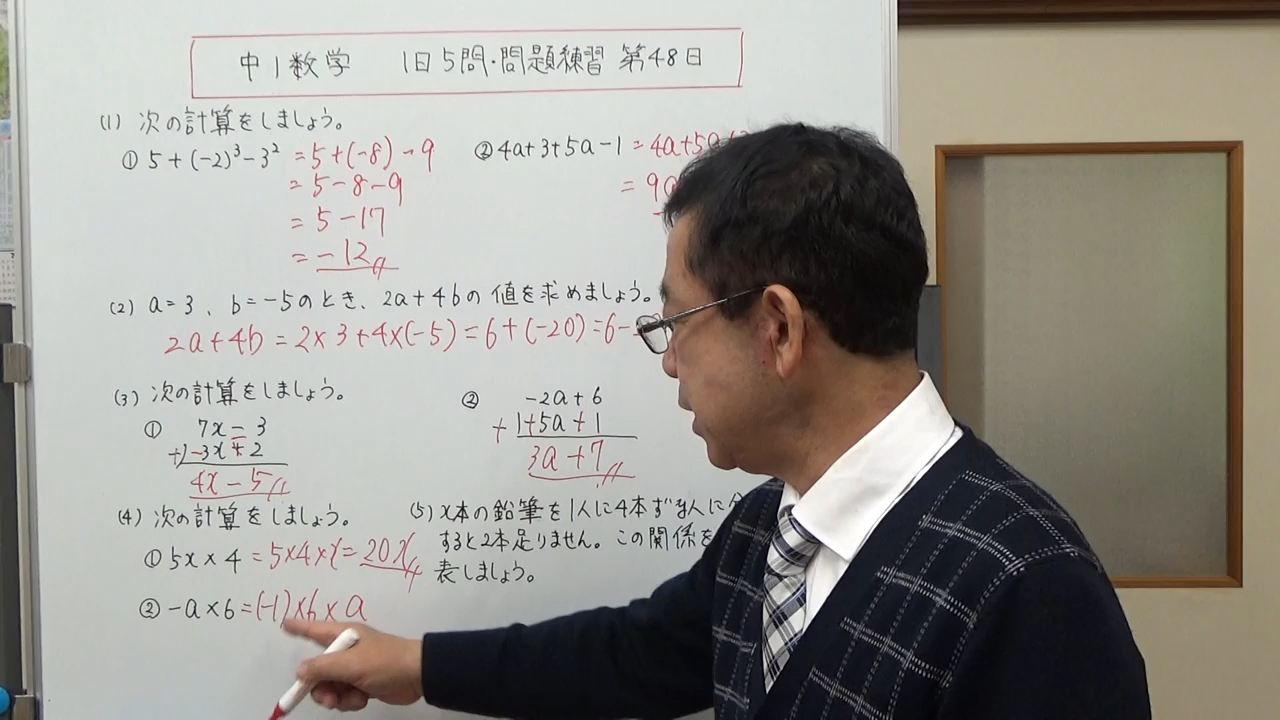 中1数学 1日5問・問題練習 第48日
(1) 次の計算をしましょう。
① 5+(-2)³-3² =5+(-8)-9
=5-8-9
=5-17
=-12
② 4a+3+5a-1 =4a+5a+
=9a
(2) a=3、b=-5のとき、2a+4bの値を求めましょう。
2a+4b=2×3+4×(-5)=6+(-20)=6-
(3) 次の計算をしましょう。
① 7x-3
+)-3x-2
4x-5
② -2a+6
+)+5a+1
3a+7
(4) 次の計算をしましょう。
① 5x×4 =5×4×x=20x
② -a×6=(-1)×6×a
(5) x本の鉛筆を1人に4本ずつ 人に
すると2本足りません。この関係を
表しましょう。